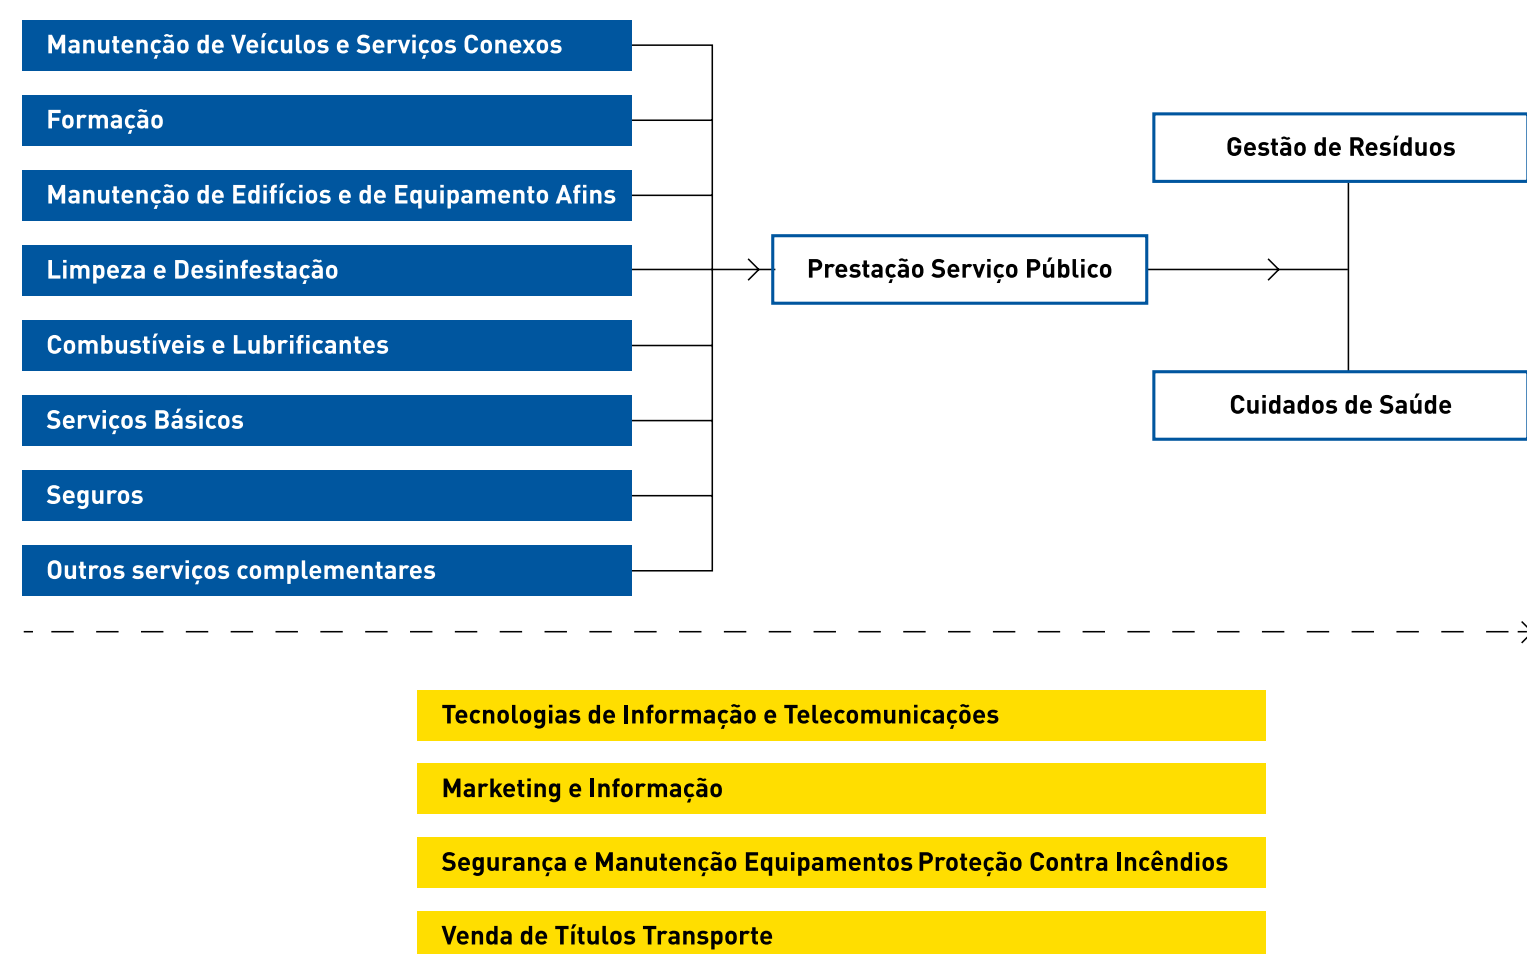 Manutenção de Veículos e Serviços Conexos
Formação
Manutenção de Edifícios e de Equipamento Afins
Limpeza e Desinfestação
Combustíveis e Lubrificantes
Serviços Básicos
Seguros
Outros serviços complementares
Prestação Serviço Público
Gestão de Resíduos
Cuidados de Saúde
Tecnologias de Informação e Telecomunicações
Marketing e Informação
Segurança e Manutenção Equipamentos Proteção Contra Incêndios
Venda de Títulos Transporte